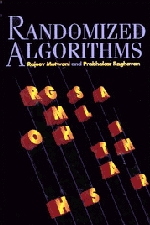 RANDOMIZED
ALGORITHMS
Rajeev Motwani and Prabhakar Raghavan
R G S S A
M L I
O H T I M
A R
H S